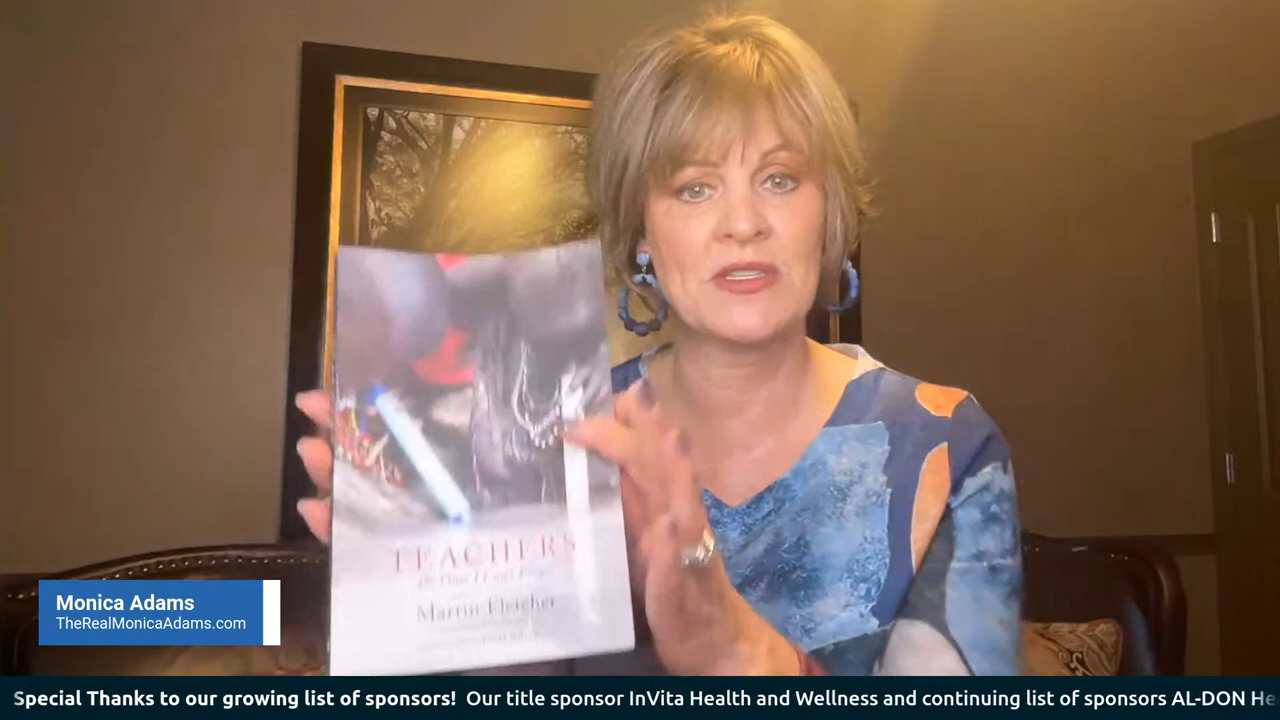 TEACHERS
Martin Fletcher
Monica Adams
TheRealMonicaAdams.com
Special Thanks to our growing list of sponsors! Our title sponsor InVita Health and Wellness and continuing list of sponsors AL-DON He